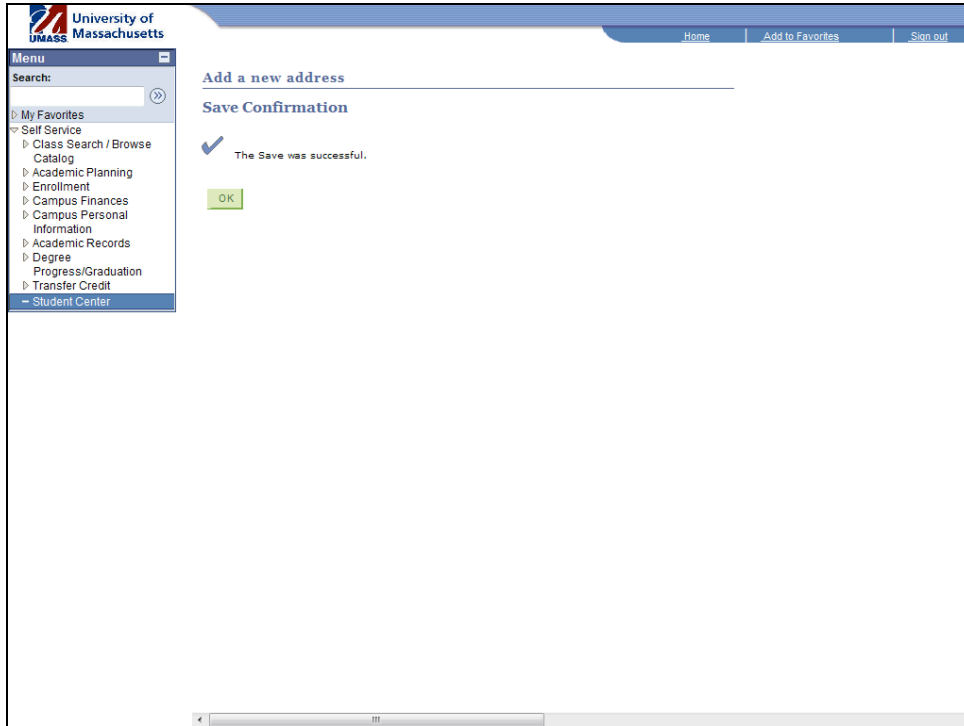 University of
Massachusetts
UMASS
Home
Add to Favorites
Sign out
Menu
Search:
My Favorites
Self Service
Class Search / Browse
Catalog
Academic Planning
Enrollment
Campus Finances
Campus Personal
Information
Academic Records
Degree
Progress/Graduation
Transfer Credit
Student Center
Add a new address
Save Confirmation
The Save was successful.
OK